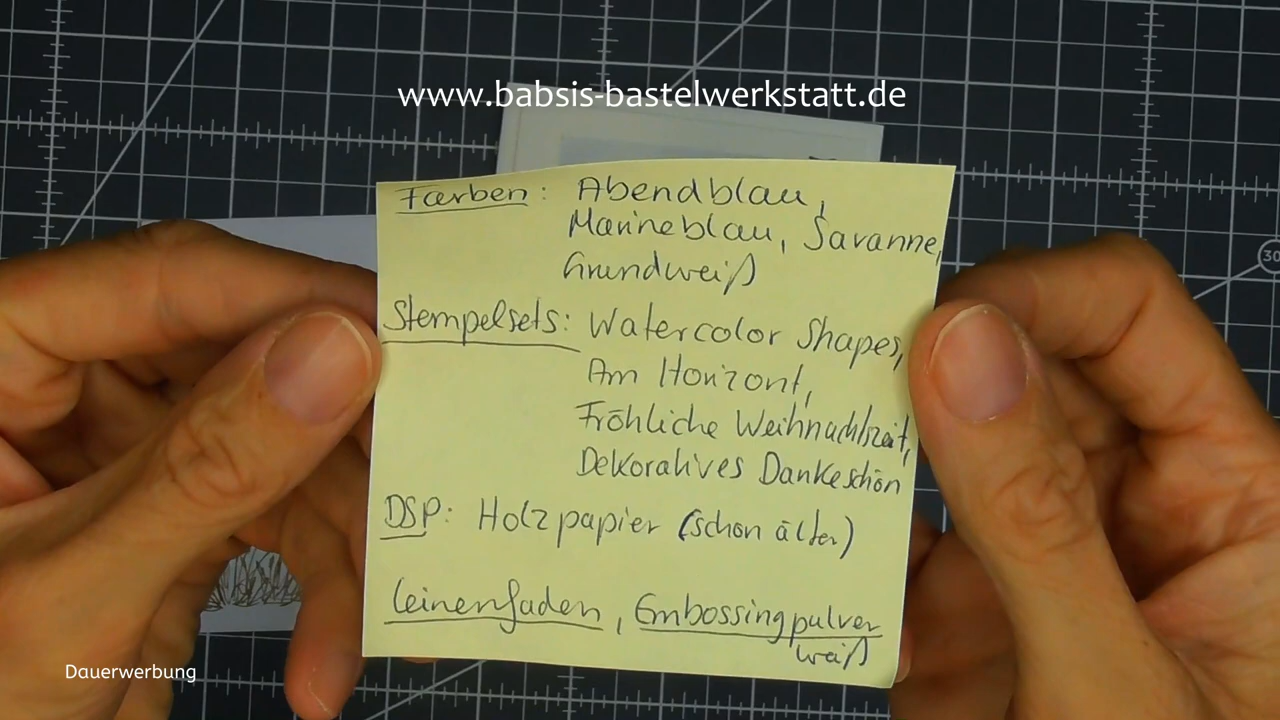 www.babsis-bastelwerkstatt.de
Farben: Abendblau,
Marineblau, Savanne,
Grundweiß
Stempelsets: Watercolor Shapes,
Am Horizont,
Fröhliche Weihnachtszeit,
Dekoratives Dankeschön
DSP: Holzpapier (schon älter)
Leinenfaden, Embossingpulver
weiß
Dauerwerbung
30